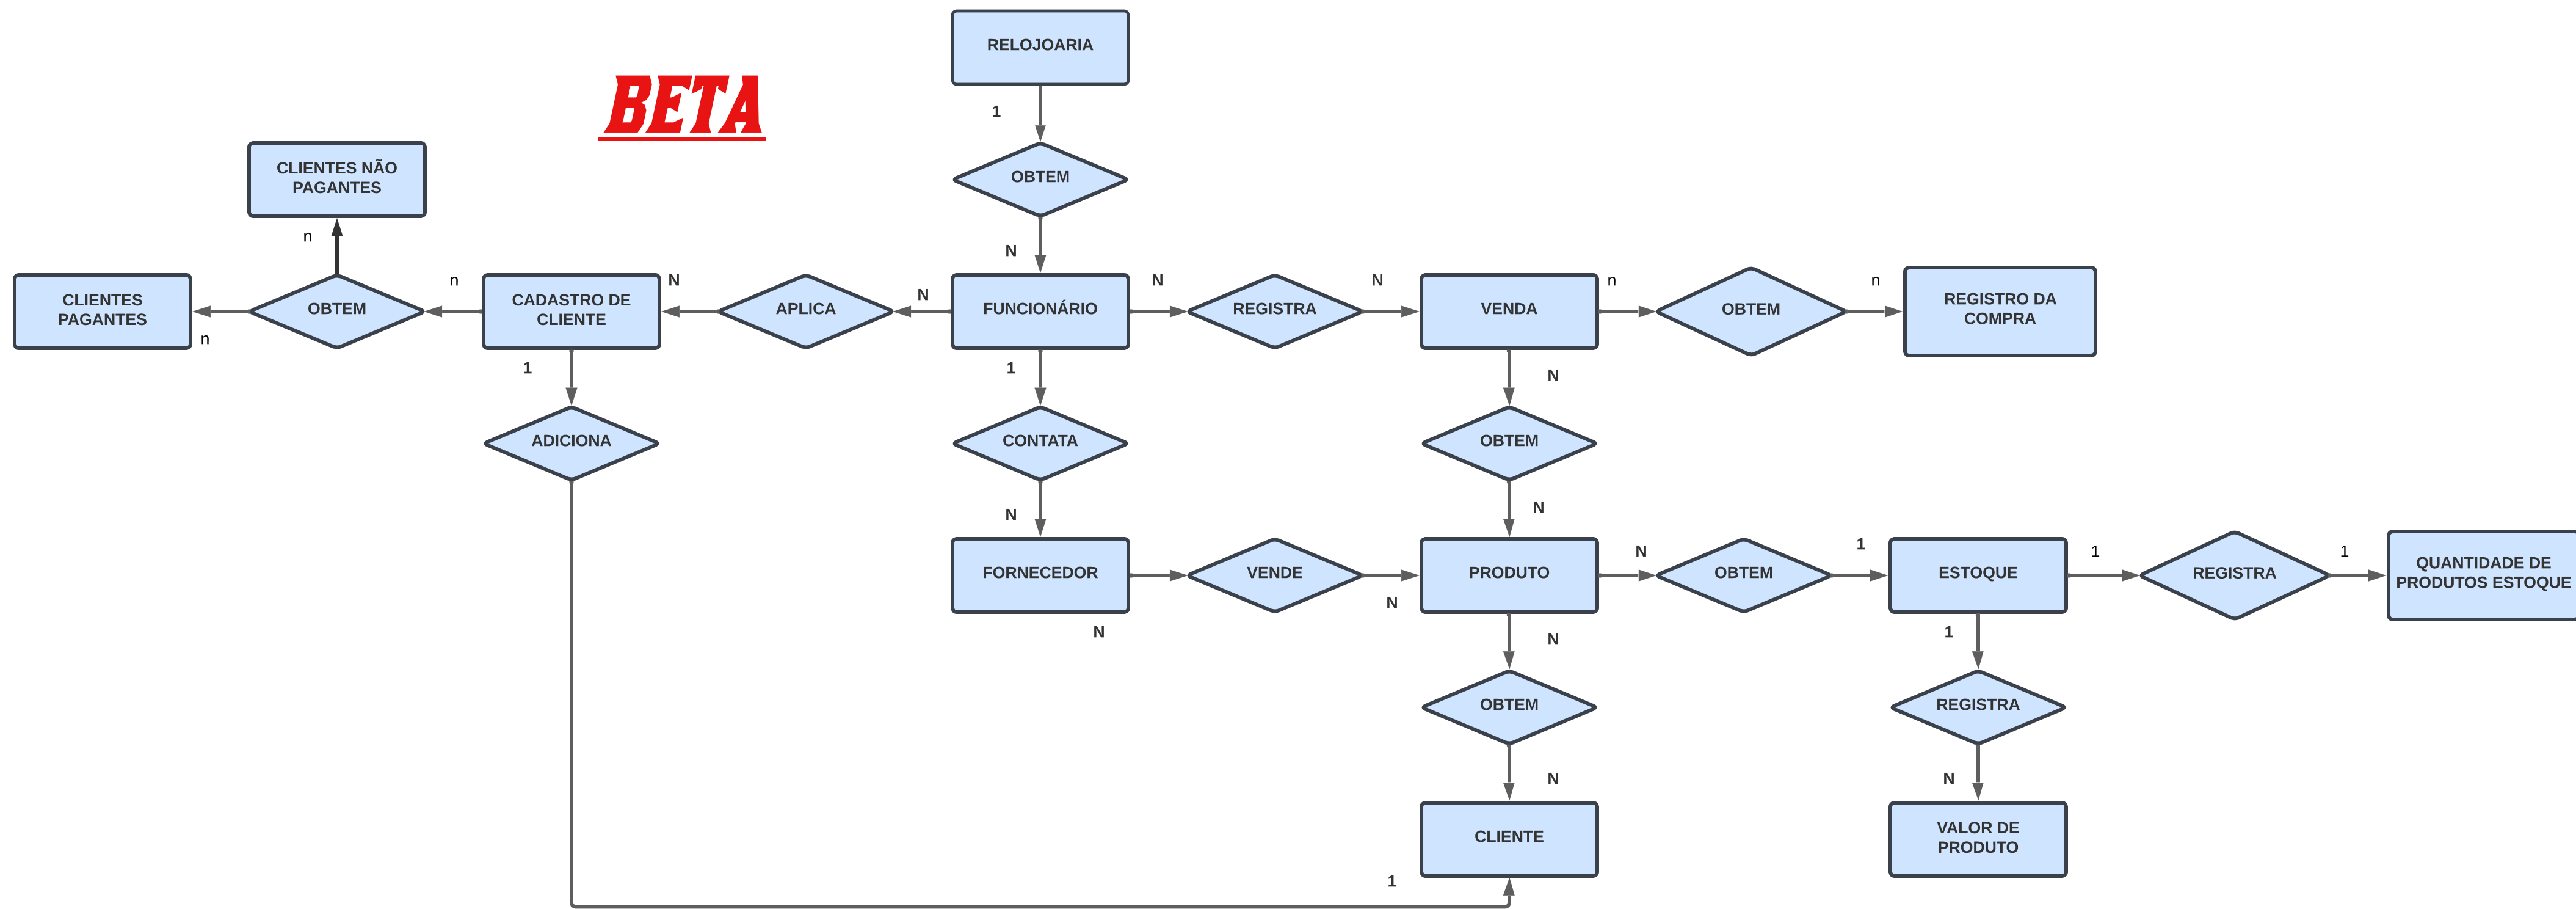 RELOJOARIA
BETA
1
OBTEM
CLIENTES NÃO
PAGANTES
n
N
CLIENTES
PAGANTES
n
OBTEM
n
CADASTRO DE
CLIENTE
N
APLICA
N
FUNCIONÁRIO
N
REGISTRA
N
VENDA
n
OBTEM
n
REGISTRO DA
COMPRA
1
1
N
ADICIONA
CONTATA
OBTEM
N
N
FORNECEDOR
N
VENDE
N
PRODUTO
N
OBTEM
1
ESTOQUE
1
REGISTRA
1
QUANTIDADE DE
PRODUTOS ESTOQUE
N
1
OBTEM
REGISTRA
N
N
CLIENTE
VALOR DE
PRODUTO
1